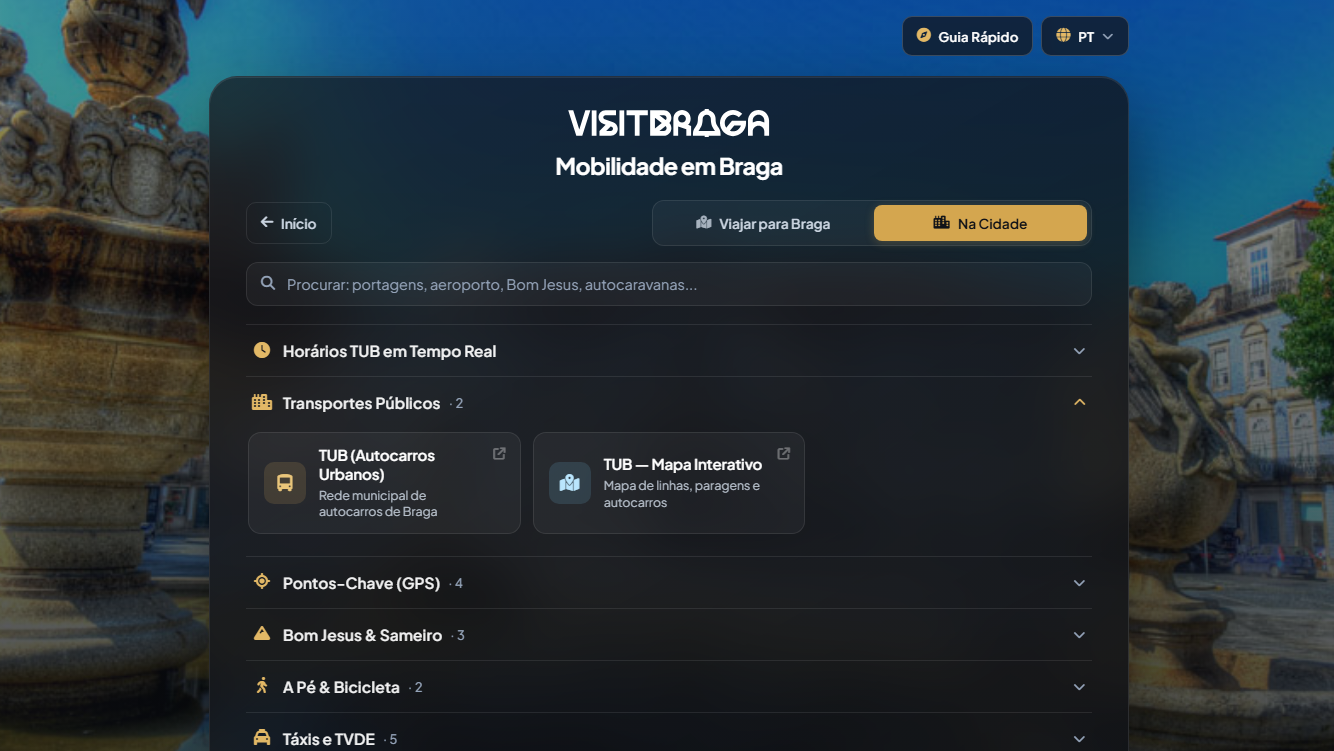 Guia Rápido
PT
VISITBRAGA
Mobilidade em Braga
Início
Viajar para Braga
Na Cidade
Procurar: portagens, aeroporto, Bom Jesus, autocaravanas...
Horários TUB em Tempo Real
Transportes Públicos · 2
TUB (Autocarros
Urbanos)
Rede municipal de
autocarros de Braga
TUB — Mapa Interativo
Mapa de linhas, paragens e
autocarros
Pontos-Chave (GPS) · 4
Bom Jesus & Sameiro · 3
A Pé & Bicicleta · 2
Táxis e TVDE · 5